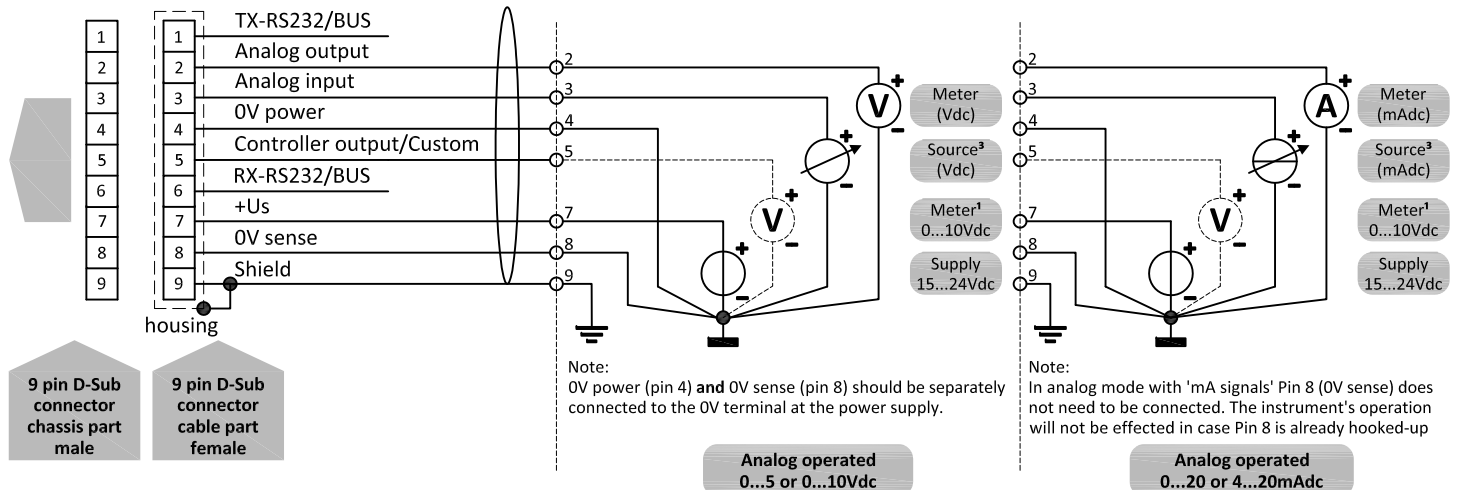 TX-RS232/BUS
Analog output
Analog input
0V power
Controller output/Custom
RX-RS232/BUS
+Us
0V sense
Shield
1
2
3
4
5
6
7
8
9
1
2
3
4
5
6
7
8
9
housing
9 pin D-Sub
connector
chassis part
male
9 pin D-Sub
connector
cable part
female
2
3
4
5
7
8
9
V
+
-
+
-
V
+
-
+
-
Meter
(Vdc)
Source³
(Vdc)
Meter¹
0...10Vdc
Supply
15...24Vdc
Note:
0V power (pin 4) and 0V sense (pin 8) should be separately
connected to the 0V terminal at the power supply.
Analog operated
0...5 or 0...10Vdc
2
3
4
5
7
8
9
A
+
-
+
-
V
+
-
+
-
Meter
(mAdc)
Source³
(mAdc)
Meter¹
0...10Vdc
Supply
15...24Vdc
Note:
In analog mode with 'mA signals' Pin 8 (0V sense) does
not need to be connected. The instrument's operation
will not be effected in case Pin 8 is already hooked-up
Analog operated
0...20 or 4...20mAdc